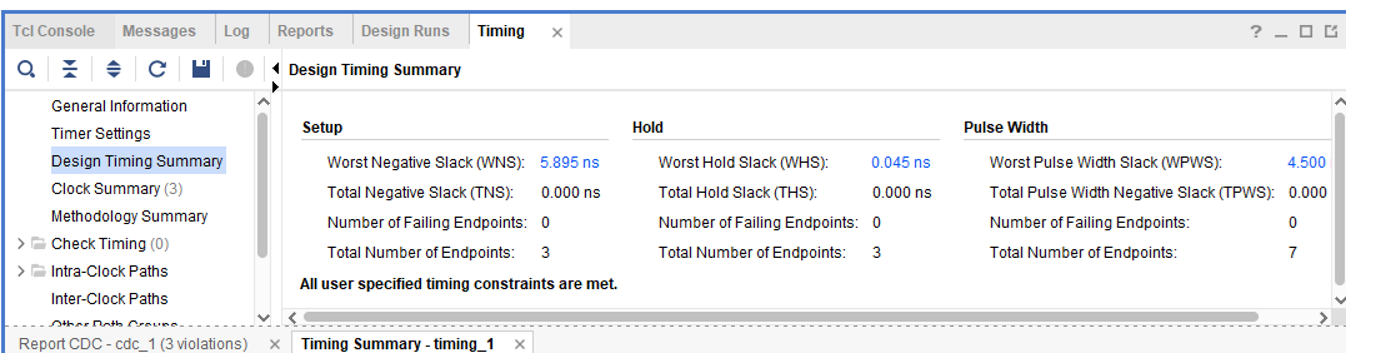 Tcl Console Messages Log Reports Design Runs Timing × ?
Design Timing Summary
General Information
Timer Settings
Design Timing Summary
Clock Summary (3)
Methodology Summary
Check Timing (0)
Intra-Clock Paths
Inter-Clock Paths
Other Path Groups
Setup
Worst Negative Slack (WNS): 5.895 ns
Total Negative Slack (TNS): 0.000 ns
Number of Failing Endpoints: 0
Total Number of Endpoints: 3
Hold
Worst Hold Slack (WHS): 0.045 ns
Total Hold Slack (THS): 0.000 ns
Number of Failing Endpoints: 0
Total Number of Endpoints: 3
Pulse Width
Worst Pulse Width Slack (WPWS): 4.500
Total Pulse Width Negative Slack (TPWS): 0.000
Number of Failing Endpoints: 0
Total Number of Endpoints: 7
All user specified timing constraints are met.
Report CDC - cdc_1 (3 violations) × Timing Summary - timing_1 ×